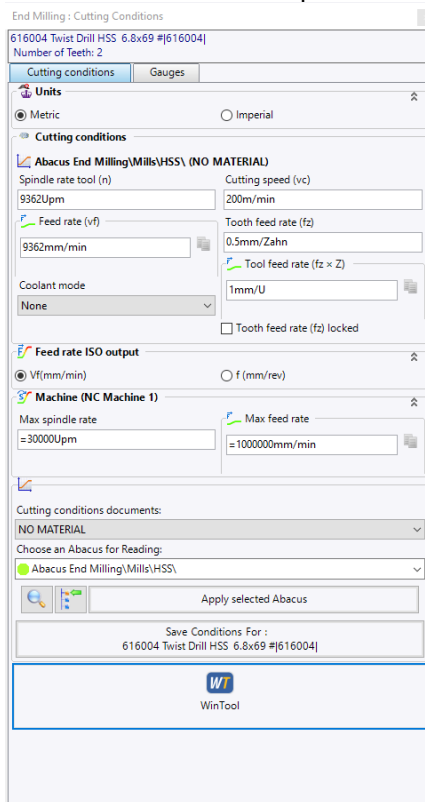 End Milling : Cutting Conditions
616004 Twist Drill HSS 6.8x69 #|616004|
Number of Teeth: 2
Cutting conditions Gauges
Units
Metric Imperial
Cutting conditions
Abacus End Milling\Mills\HSS\ (NO MATERIAL)
Spindle rate tool (n) Cutting speed (vc)
9362Upm 200m/min
Feed rate (vf) Tooth feed rate (fz)
9362mm/min 0.5mm/Zahn
Tool feed rate (fz × Z)
Coolant mode 1mm/U
None
Tooth feed rate (fz) locked
Feed rate ISO output
Vf(mm/min) f (mm/rev)
Machine (NC Machine 1)
Max spindle rate Max feed rate
=30000Upm =1000000mm/min
Cutting conditions documents:
NO MATERIAL
Choose an Abacus for Reading:
Abacus End Milling\Mills\HSS\
Apply selected Abacus
Save Conditions For :
616004 Twist Drill HSS 6.8x69 #|616004|
WT
WinTool